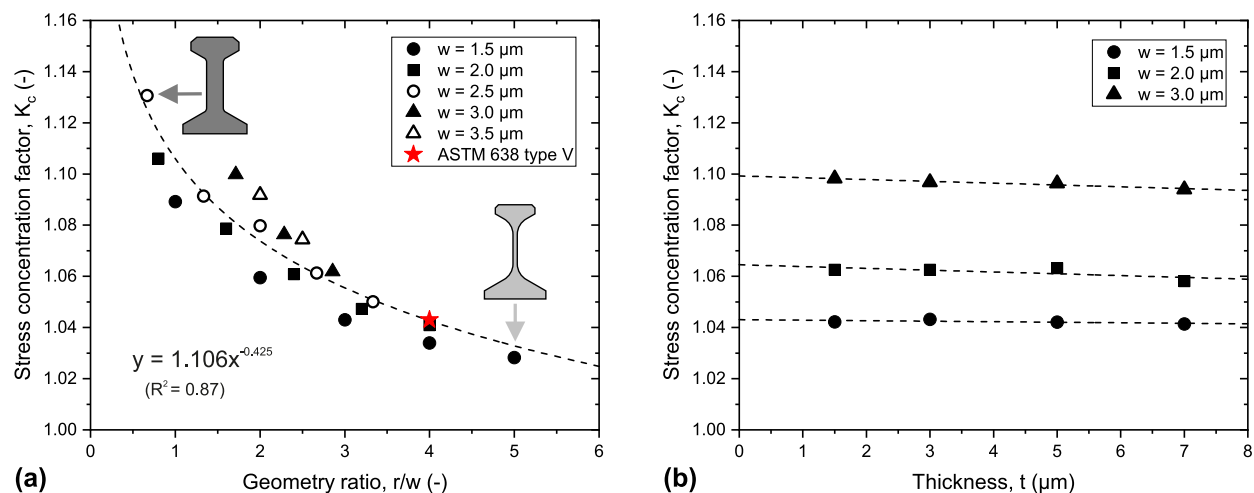 1.16
1.14
1.12
1.10
1.08
1.06
1.04
1.02
1.00
Stress concentration factor, K_c (-)
w = 1.5 µm
w = 2.0 µm
w = 2.5 µm
w = 3.0 µm
w = 3.5 µm
ASTM 638 type V
y = 1.106x^-0.425
(R² = 0.87)
0 1 2 3 4 5 6
Geometry ratio, r/w (-)
(a)
1.16
1.14
1.12
1.10
1.08
1.06
1.04
1.02
1.00
Stress concentration factor, K_c (-)
w = 1.5 µm
w = 2.0 µm
w = 3.0 µm
0 1 2 3 4 5 6 7 8
Thickness, t (µm)
(b)